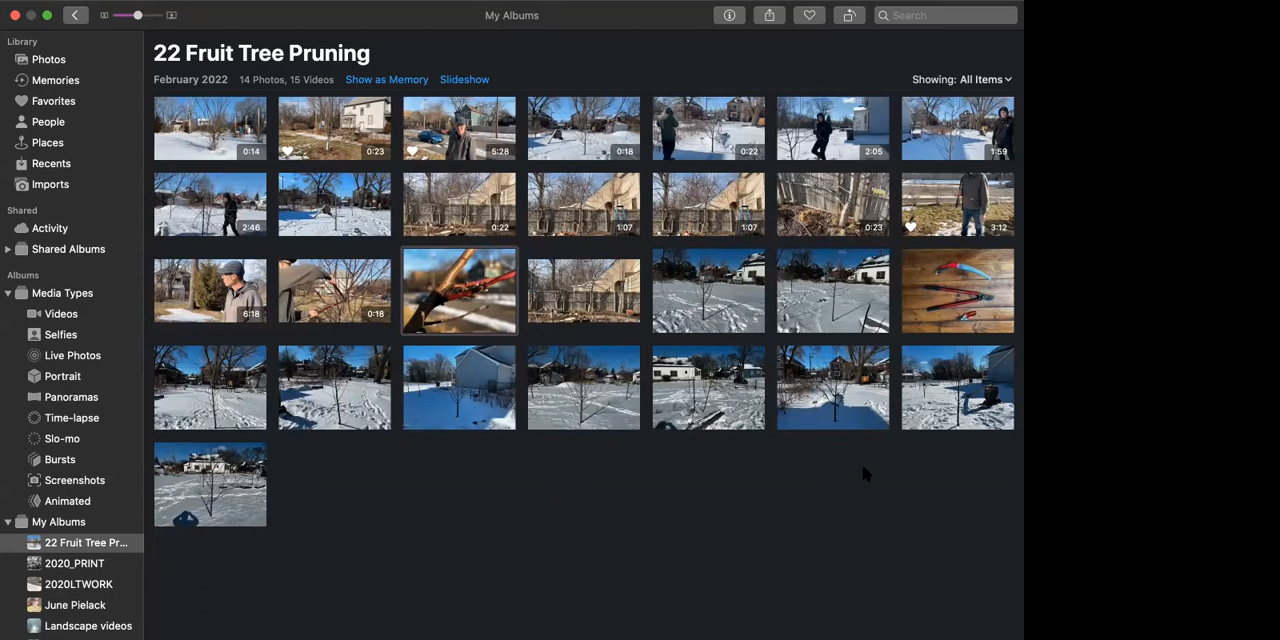 My Albums
Search
Library
Photos
Memories
Favorites
People
Places
Recents
Imports
Shared
Activity
Shared Albums
Albums
Media Types
Videos
Selfies
Live Photos
Portrait
Panoramas
Time-lapse
Slo-mo
Bursts
Screenshots
Animated
My Albums
22 Fruit Tree Pr...
2020_PRINT
2020LTWORK
June Pielack
Landscape videos
22 Fruit Tree Pruning
February 2022 14 Photos, 15 Videos Show as Memory Slideshow
Showing: All Items
0:14 0:23 5:28 0:18 0:22 2:05 1:59
2:46 0:22 1:07 1:07 0:23 3:12
6:18 0:18